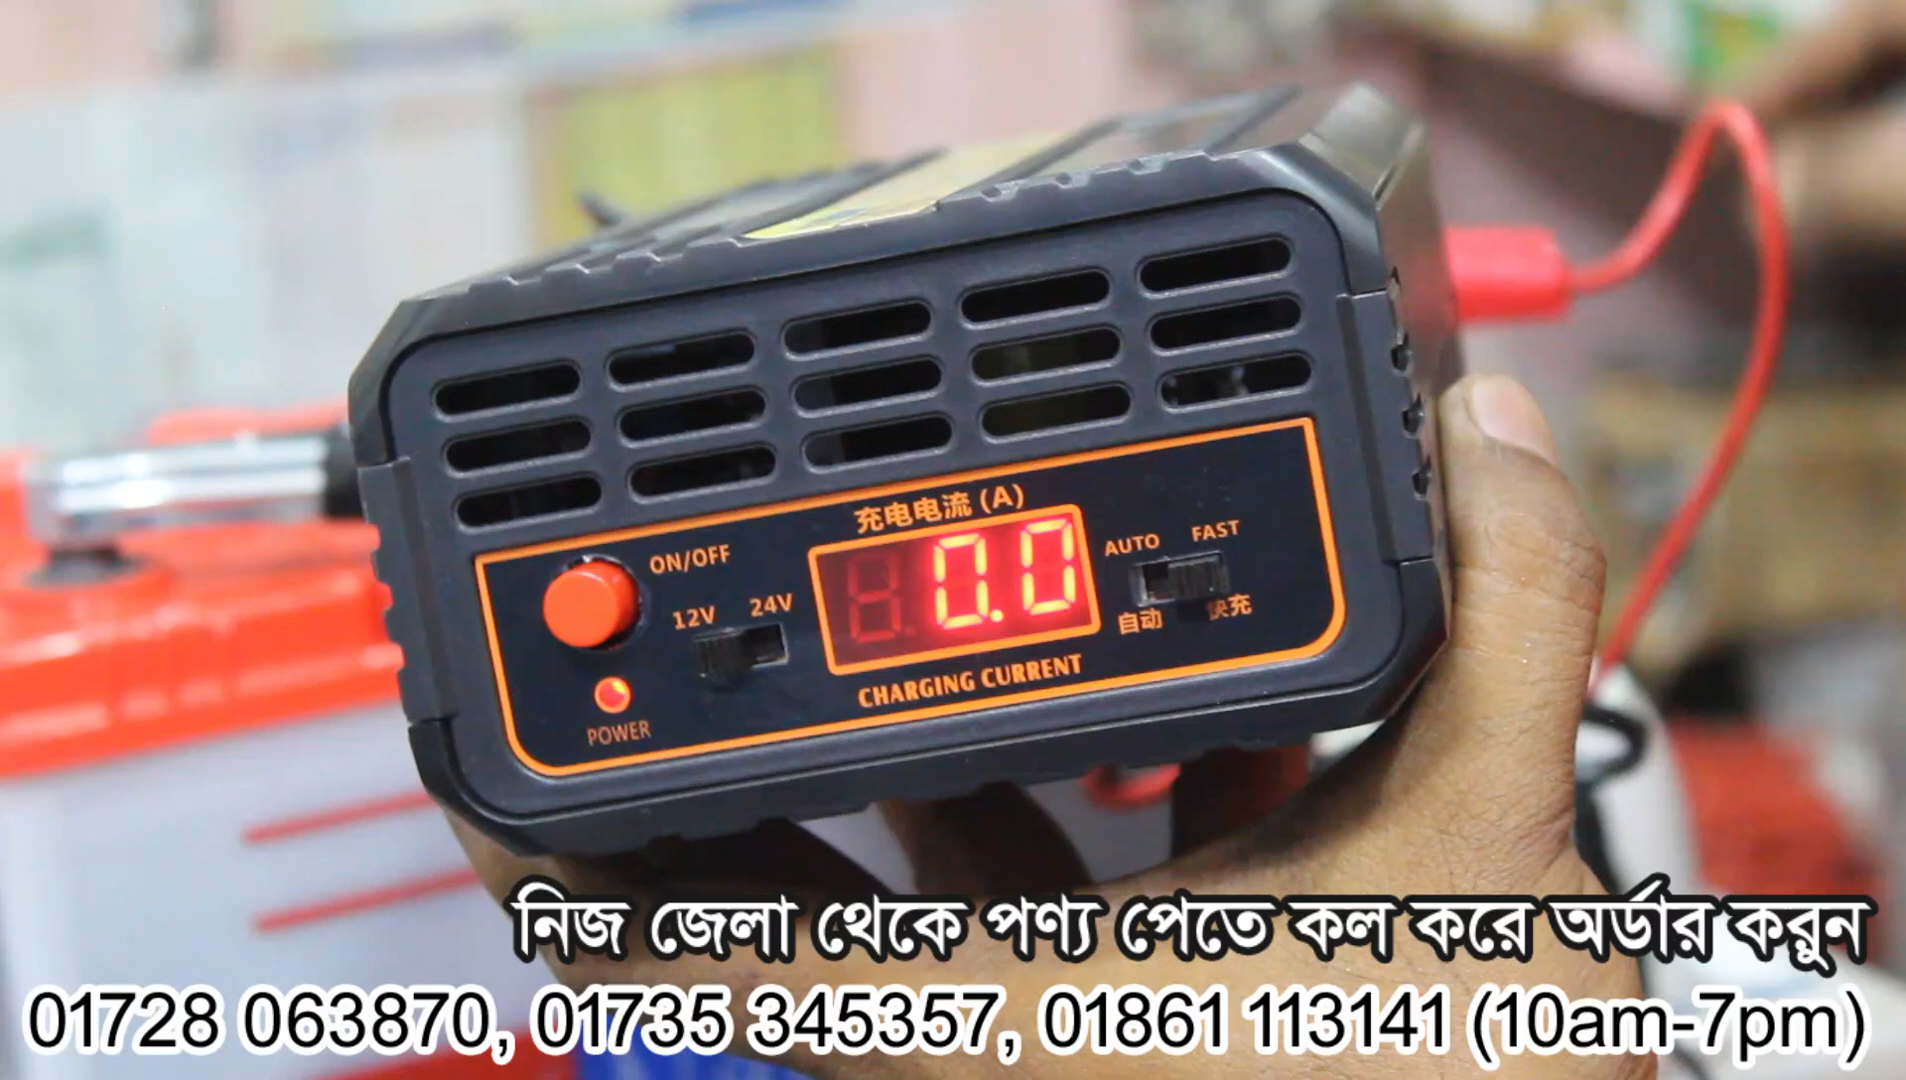 充电电流 (A)
ON/OFF
12V 24V
0.0
AUTO FAST
自动 快充
CHARGING CURRENT
POWER
নিজ জেলা থেকে পণ্য পেতে কল করে অর্ডার করুন
01728 063870, 01735 345357, 01861 113141 (10am-7pm)